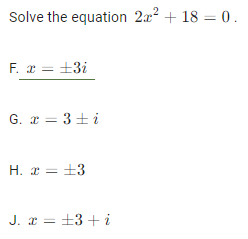 Solve the equation 2x² + 18 = 0.
F. x = ±3i
G. x = 3 ± i
H. x = ±3
J. x = ±3 + i